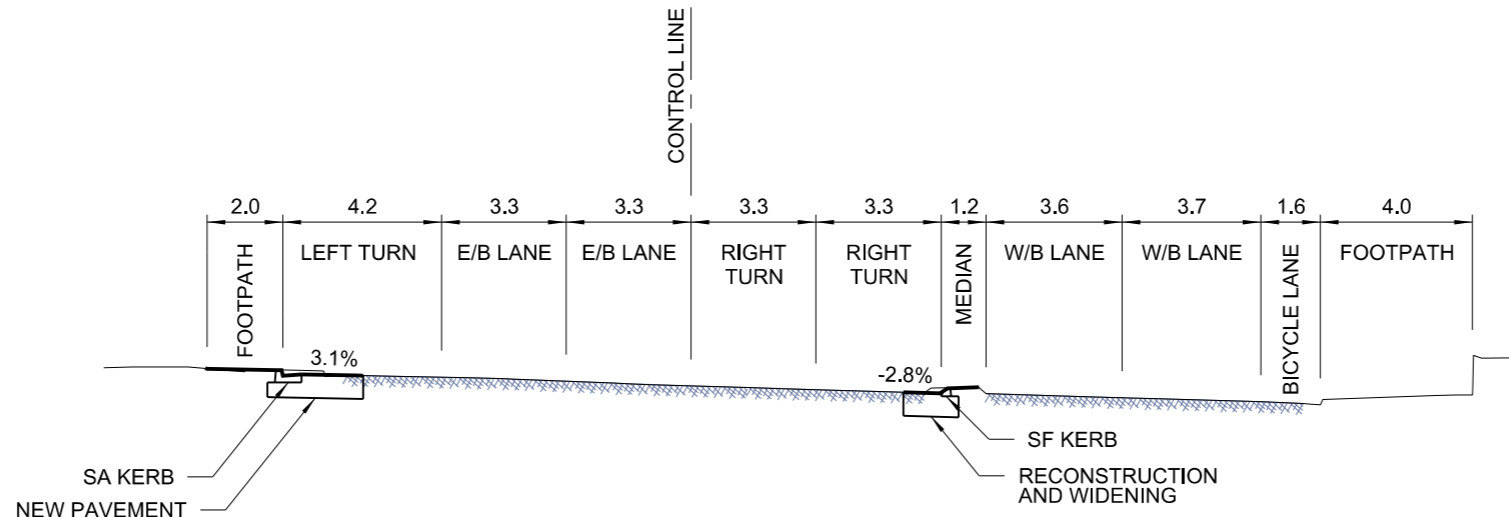 CONTROL LINE
2.0 4.2 3.3 3.3 3.3 3.3 1.2 3.6 3.7 1.6 4.0
FOOTPATH
LEFT TURN
E/B LANE
E/B LANE
RIGHT
TURN
RIGHT
TURN
MEDIAN
W/B LANE
W/B LANE
BICYCLE LANE
FOOTPATH
3.1%
-2.8%
SA KERB
NEW PAVEMENT
SF KERB
RECONSTRUCTION
AND WIDENING